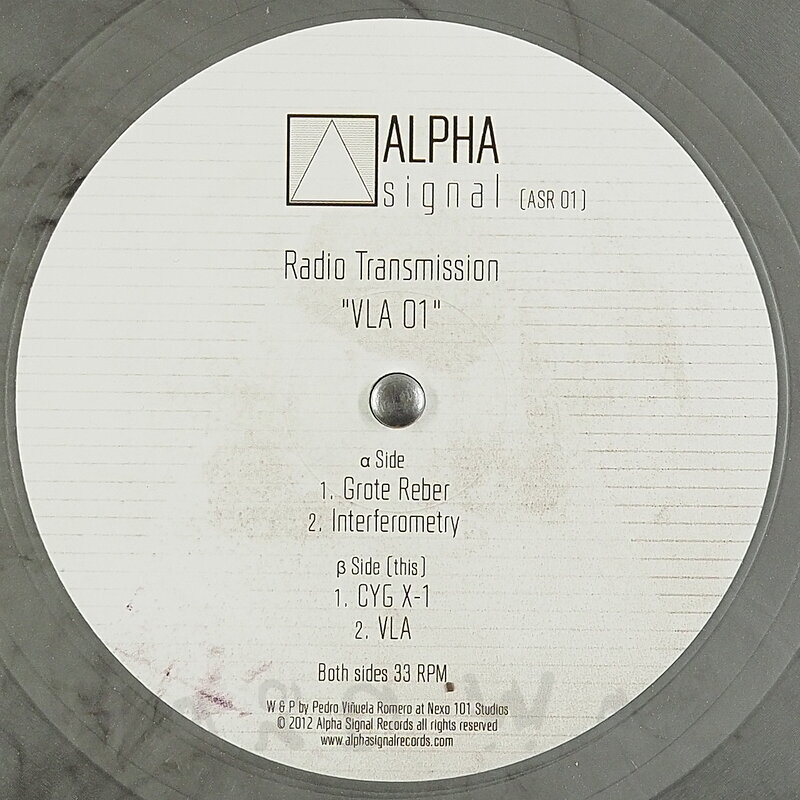 ALPHA
signal (ASR 01)
Radio Transmission
"VLA 01"
α Side
1. Grote Reber
2. Interferometry
β Side (this)
1. CYG X-1
2. VLA
Both sides 33 RPM
W & P by Pedro Viñuela Romero at Nexo 101 Studios
© 2012 Alpha Signal Records all rights reserved
www.alphasignalrecords.com